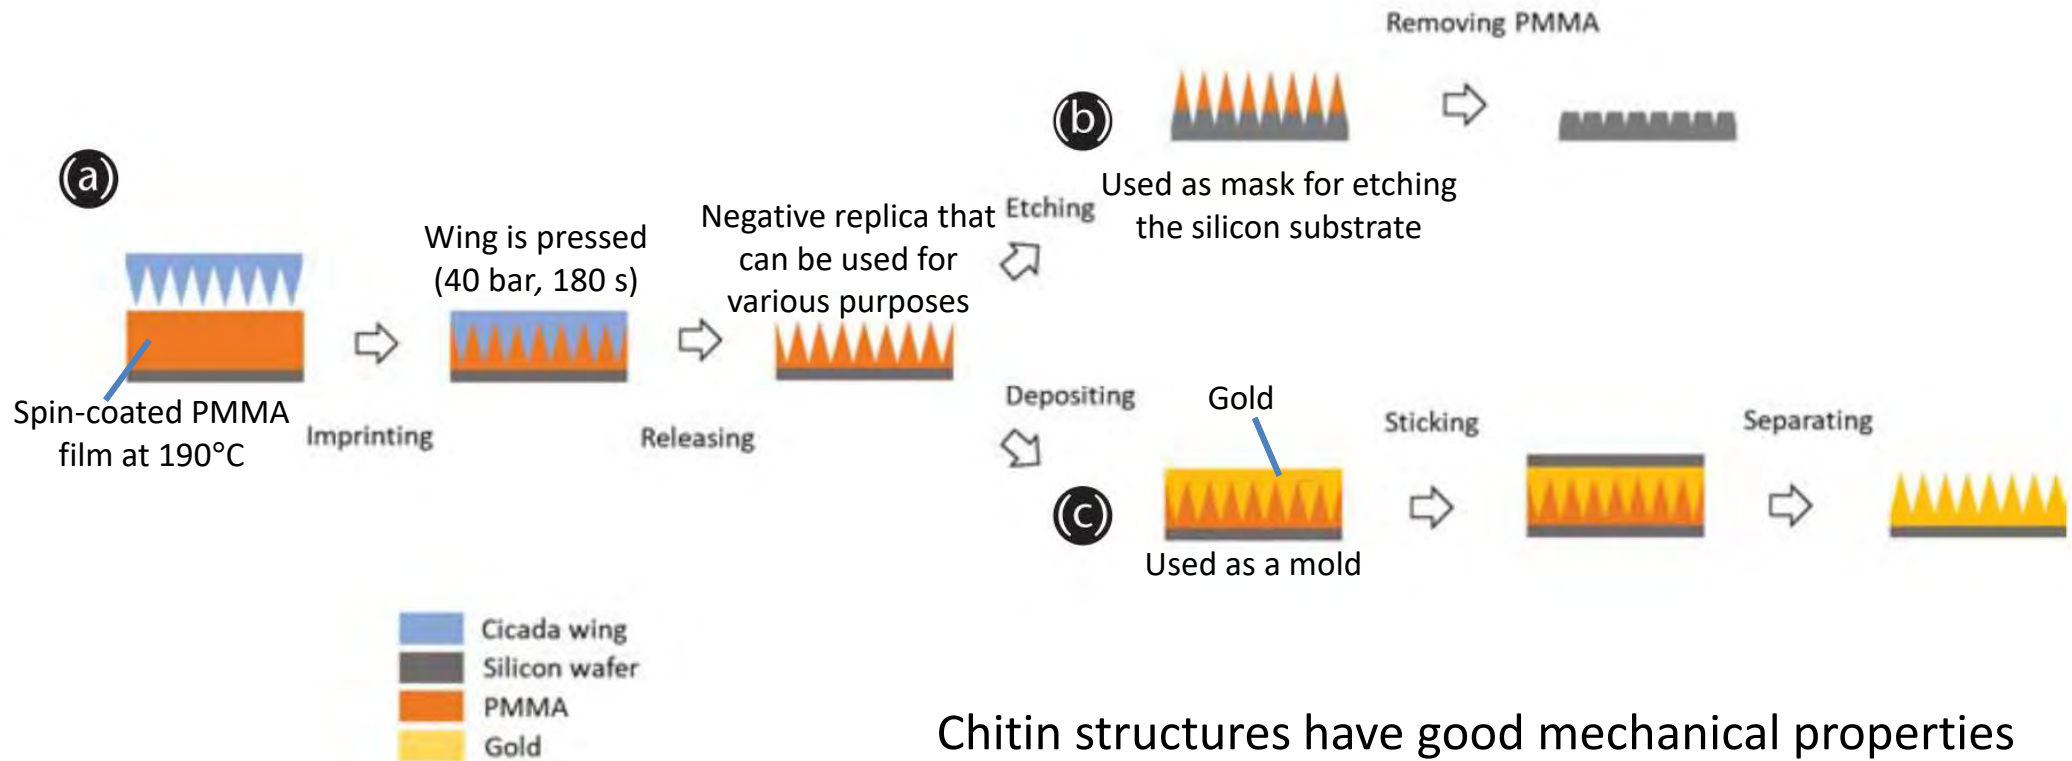 (a)
Spin-coated PMMA
film at 190°C
Imprinting
Wing is pressed
(40 bar, 180 s)
Releasing
Negative replica that
can be used for
various purposes
Etching
(b)
Used as mask for etching
the silicon substrate
Removing PMMA
Depositing
(c)
Gold
Used as a mold
Sticking
Separating
Cicada wing
Silicon wafer
PMMA
Gold
Chitin structures have good mechanical properties